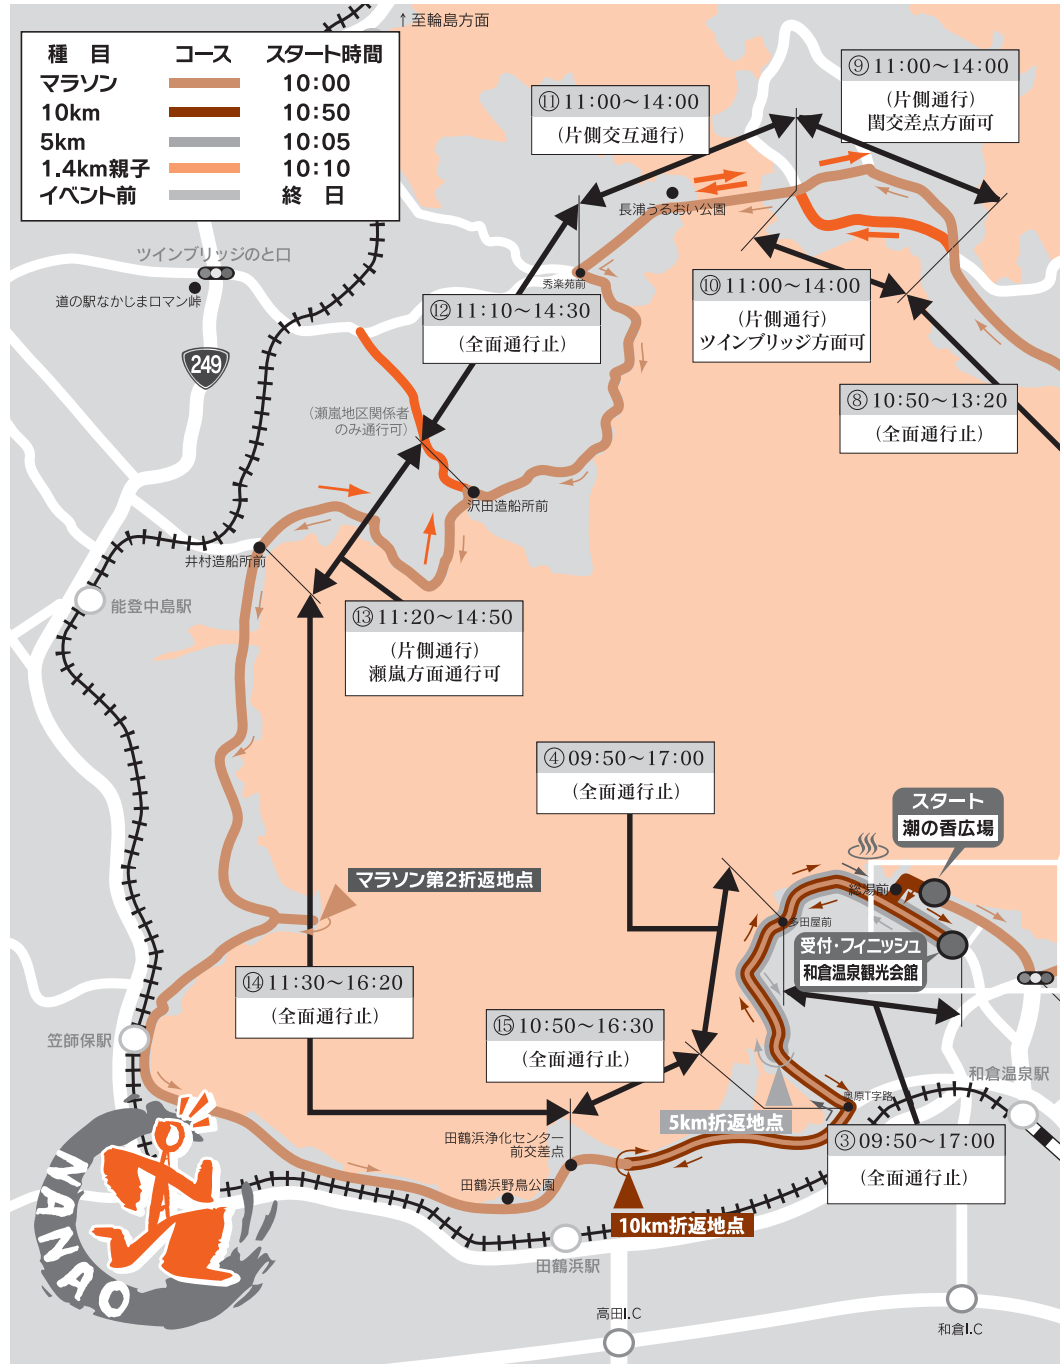 ↑至輪島方面
種 目 コース スタート時間
マラソン 10:00
10km 10:50
5km 10:05
1.4km親子 10:10
イベント前 終 日
⑨11:00～14:00
(片側通行)
閨交差点方面可
⑪11:00～14:00
(片側交互通行)
長浦うるおい公園
ツインブリッジのと口
道の駅なかじまロマン峠
秀楽苑前
⑩11:00～14:00
(片側通行)
ツインブリッジ方面可
⑫11:10～14:30
(全面通行止)
249
⑧10:50～13:20
(全面通行止)
(瀬嵐地区関係者
のみ通行可)
沢田造船所前
井村造船所前
能登中島駅
⑬11:20～14:50
(片側通行)
瀬嵐方面通行可
④09:50～17:00
(全面通行止)
スタート
潮の香広場
マラソン第2折返地点
総湯前
多田屋前
受付・フィニッシュ
和倉温泉観光会館
⑭11:30～16:20
(全面通行止)
⑮10:50～16:30
(全面通行止)
笠師保駅
和倉温泉駅
奥原T字路
5km折返地点
③09:50～17:00
(全面通行止)
田鶴浜浄化センター
前交差点
田鶴浜野鳥公園
10km折返地点
NANAO
田鶴浜駅
高田I.C
和倉I.C